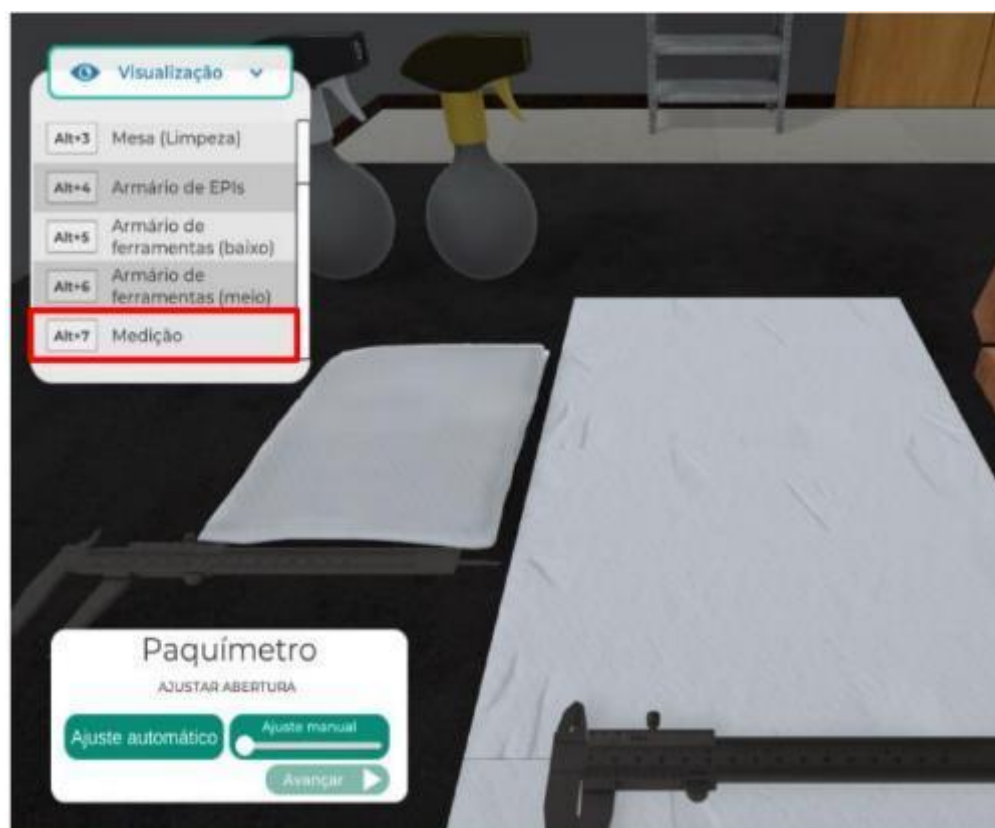 Visualização
Alt+3 Mesa (Limpeza)
Alt+4 Armário de EPIs
Alt+5 Armário de
ferramentas (baixo)
Alt+6 Armário de
ferramentas (meio)
Alt+7 Medição
Paquímetro
AJUSTAR ABERTURA
Ajuste automático
Ajuste manual
Avançar